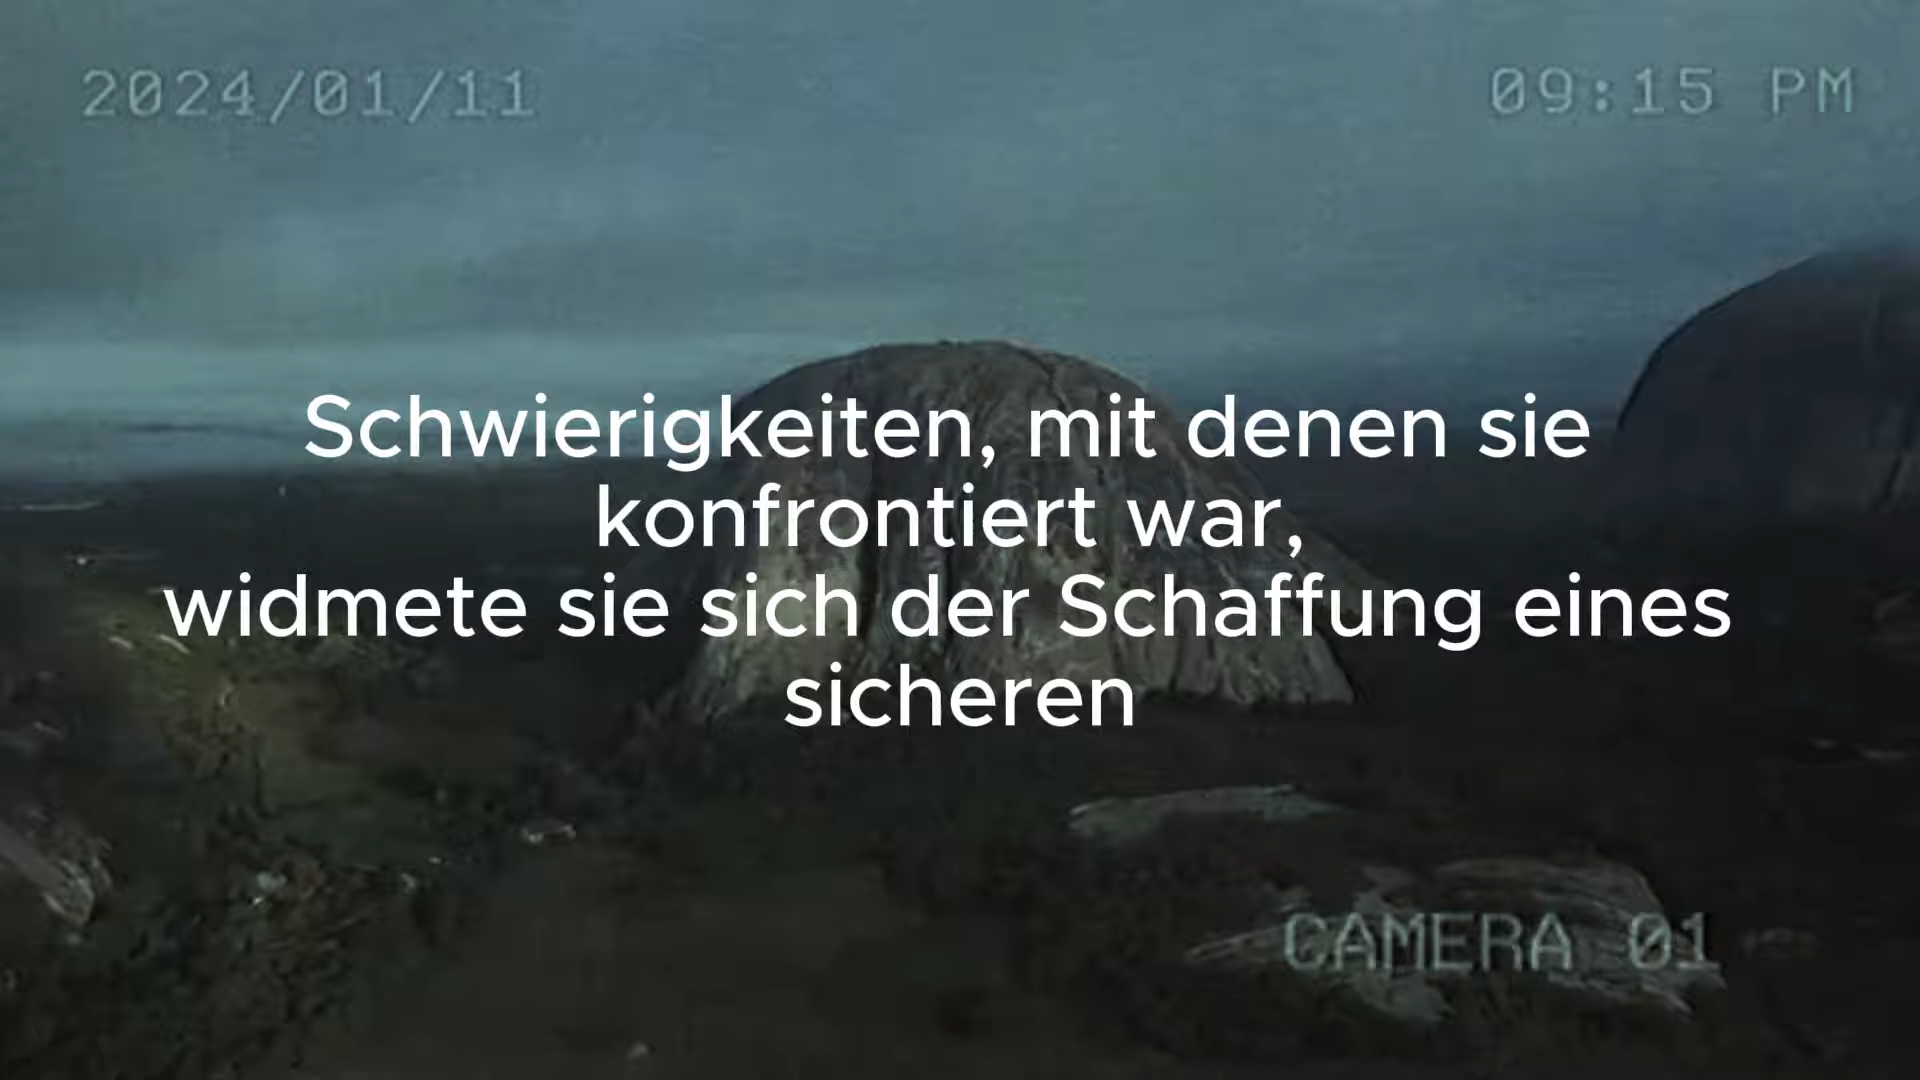 2024/01/11
09:15 PM
Schwierigkeiten, mit denen sie
konfrontiert war,
widmete sie sich der Schaffung eines
sicheren
CAMERA 01